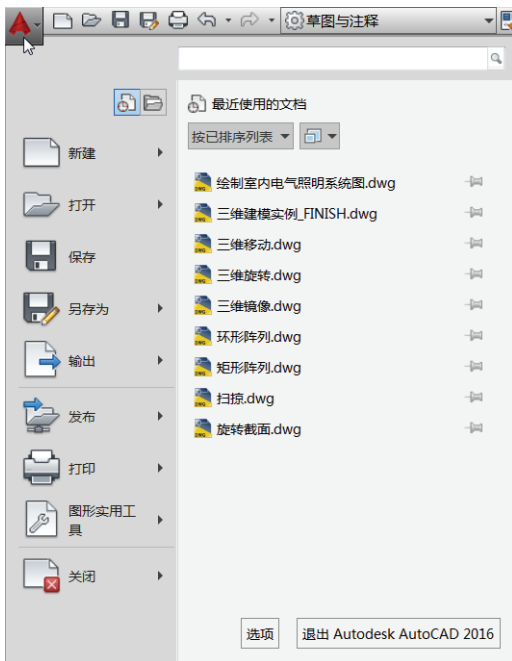 草图与注释
最近使用的文档
按已排序列表
新建
打开
保存
另存为
输出
发布
打印
图形实用工
具
关闭
绘制室内电气照明系统图.dwg
三维建模实例_FINISH.dwg
三维移动.dwg
三维旋转.dwg
三维镜像.dwg
环形阵列.dwg
矩形阵列.dwg
扫掠.dwg
旋转截面.dwg
选项
退出 Autodesk AutoCAD 2016